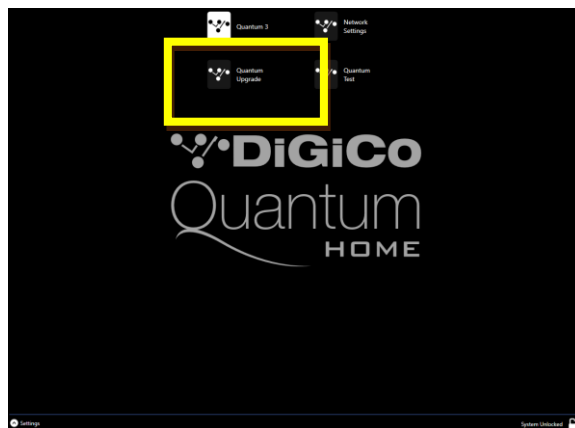 Quantum 3
Network
Settings
Quantum
Upgrade
Quantum
Test
DiGiCo
Quantum
HOME
Settings
System Unlocked